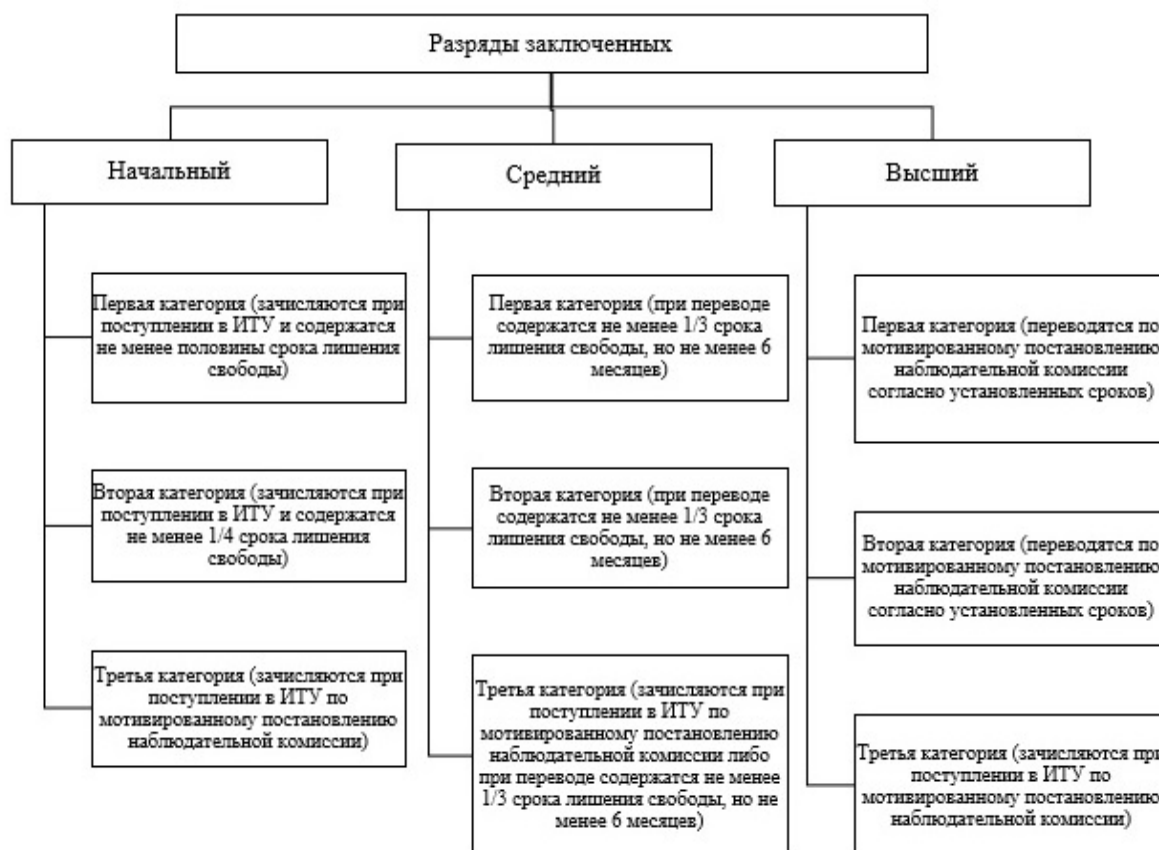 Разряды заключенных
Начальный
Средний
Высший
Первая категория (зачисляются при
поступлении в ИТУ и содержатся
не менее половины срока лишения
свободы)
Вторая категория (зачисляются при
поступлении в ИТУ и содержатся
не менее 1/4 срока лишения
свободы)
Третья категория (зачисляются при
поступлении в ИТУ по
мотивированному постановлению
наблюдательной комиссии)
Первая категория (при переводе
содержатся не менее 1/3 срока
лишения свободы, но не менее 6
месяцев)
Вторая категория (при переводе
содержатся не менее 1/3 срока
лишения свободы, но не менее 6
месяцев)
Третья категория (зачисляются при
поступлении в ИТУ по
мотивированному постановлению
наблюдательной комиссии либо
при переводе содержатся не менее
1/3 срока лишения свободы, но не
менее 6 месяцев)
Первая категория (переводятся по
мотивированному постановлению
наблюдательной комиссии
согласно установленных сроков)
Вторая категория (переводятся по
мотивированному постановлению
наблюдательной комиссии
согласно установленных сроков)
Третья категория (зачисляются при
поступлении в ИТУ по
мотивированному постановлению
наблюдательной комиссии)